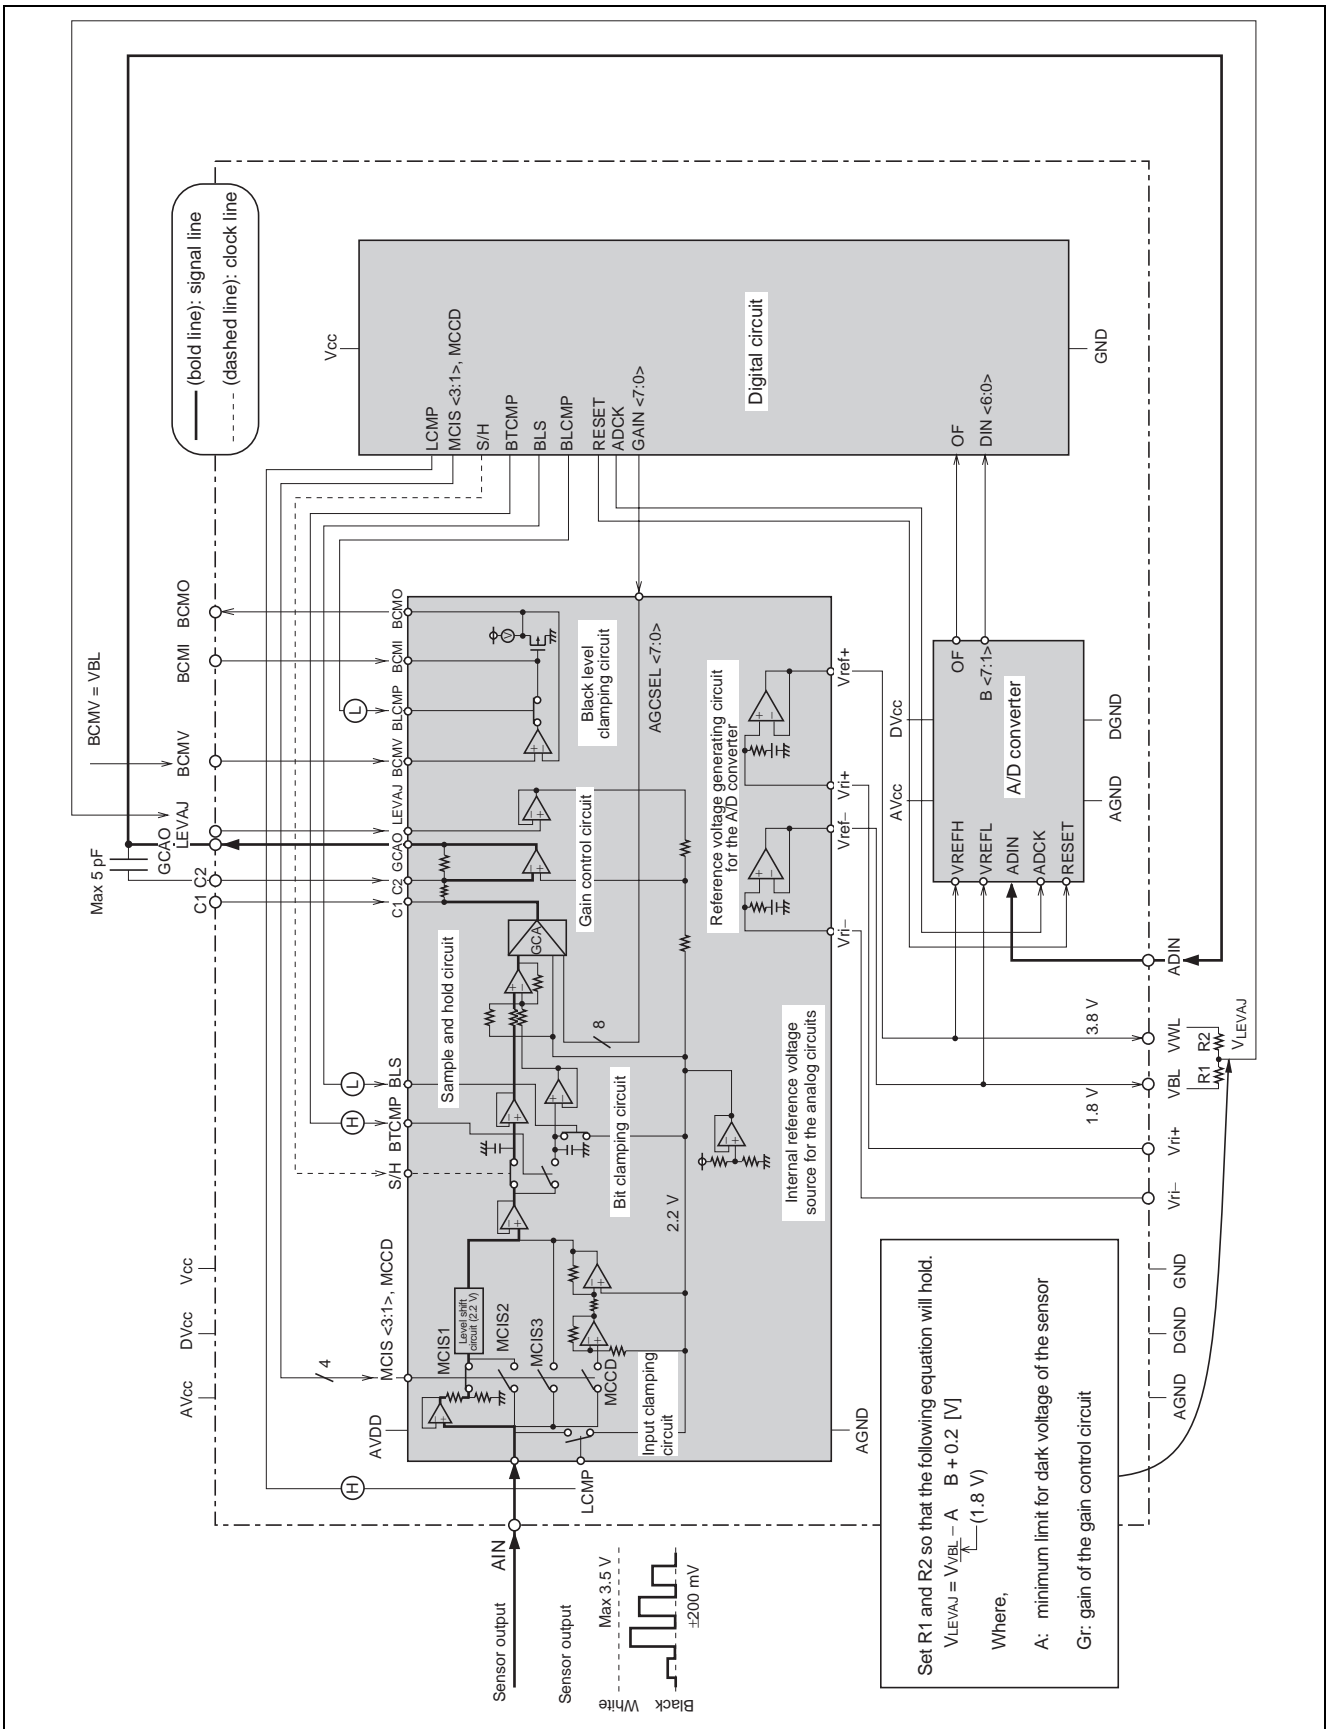 (bold line): signal line
(dashed line): clock line
BCMV = VBL
Max 5 pF
C1
C2
GCAO
LEVAJ
BCMV
BCMI
BCMO
Vcc
LCMP
MCIS <3:1>, MCCD
S/H
BTCMP
BLS
BLCMP
RESET
ADCK
GAIN <7:0>
Digital circuit
OF
DIN <6:0>
GND
AVcc
DVcc
Vcc
H
H
L
L
4
AVDD
MCIS <3:1>, MCCD
S/H
BTCMP
BLS
C1
C2
GCAO
LEVAJ
BCMV
BLCMP
BCMI
BCMO
MCIS1
Level shift
circuit (2.2 V)
MCIS2
MCIS3
MCCD
Input clamping
circuit
Bit clamping circuit
Sample and hold circuit
GCA
Gain control circuit
Black level
clamping circuit
V
8
AGCSEL <7:0>
2.2 V
Internal reference voltage
source for the analog circuits
Reference voltage generating circuit
for the A/D converter
Vri−
Vref−
Vri+
Vref+
AGND
LCMP
AIN
Sensor output
Sensor output
Max 3.5 V
White
Black
±200 mV
AVcc
DVcc
VREFH
VREFL
ADIN
ADCK
RESET
OF
B <7:1>
A/D converter
AGND
DGND
ADIN
3.8 V
VWL
R2
R1
VLEVAJ
1.8 V
VBL
Vri+
Vri−
GND
DGND
AGND
Set R1 and R2 so that the following equation will hold.
VLEVAJ = VVBL − A B + 0.2 [V]
(1.8 V)
Where,
A: minimum limit for dark voltage of the sensor
Gr: gain of the gain control circuit